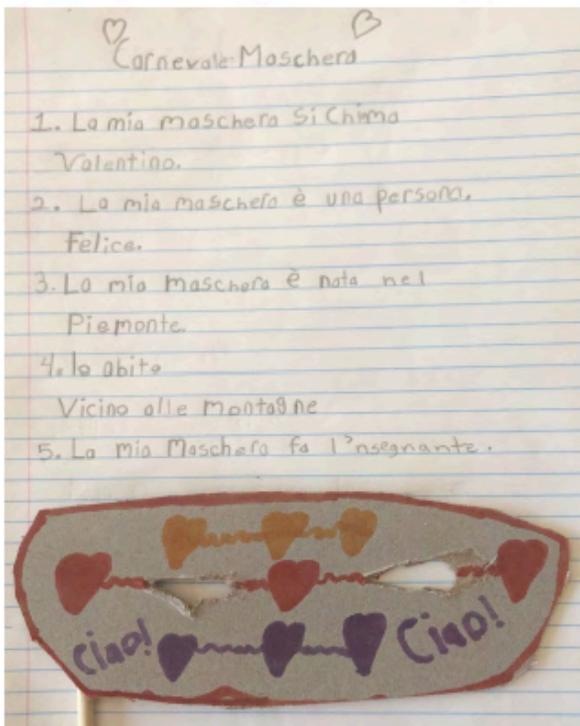 Carnevale Maschera
1. La mia maschera Si Chima
Valentino.
2. La mia maschera è una persona.
Felice.
3. La mia maschera è nata nel
Piemonte.
4. Io abito
Vicino alle montagne
5. La mia Maschera fa l'nsegnante.
Ciao! Ciao!